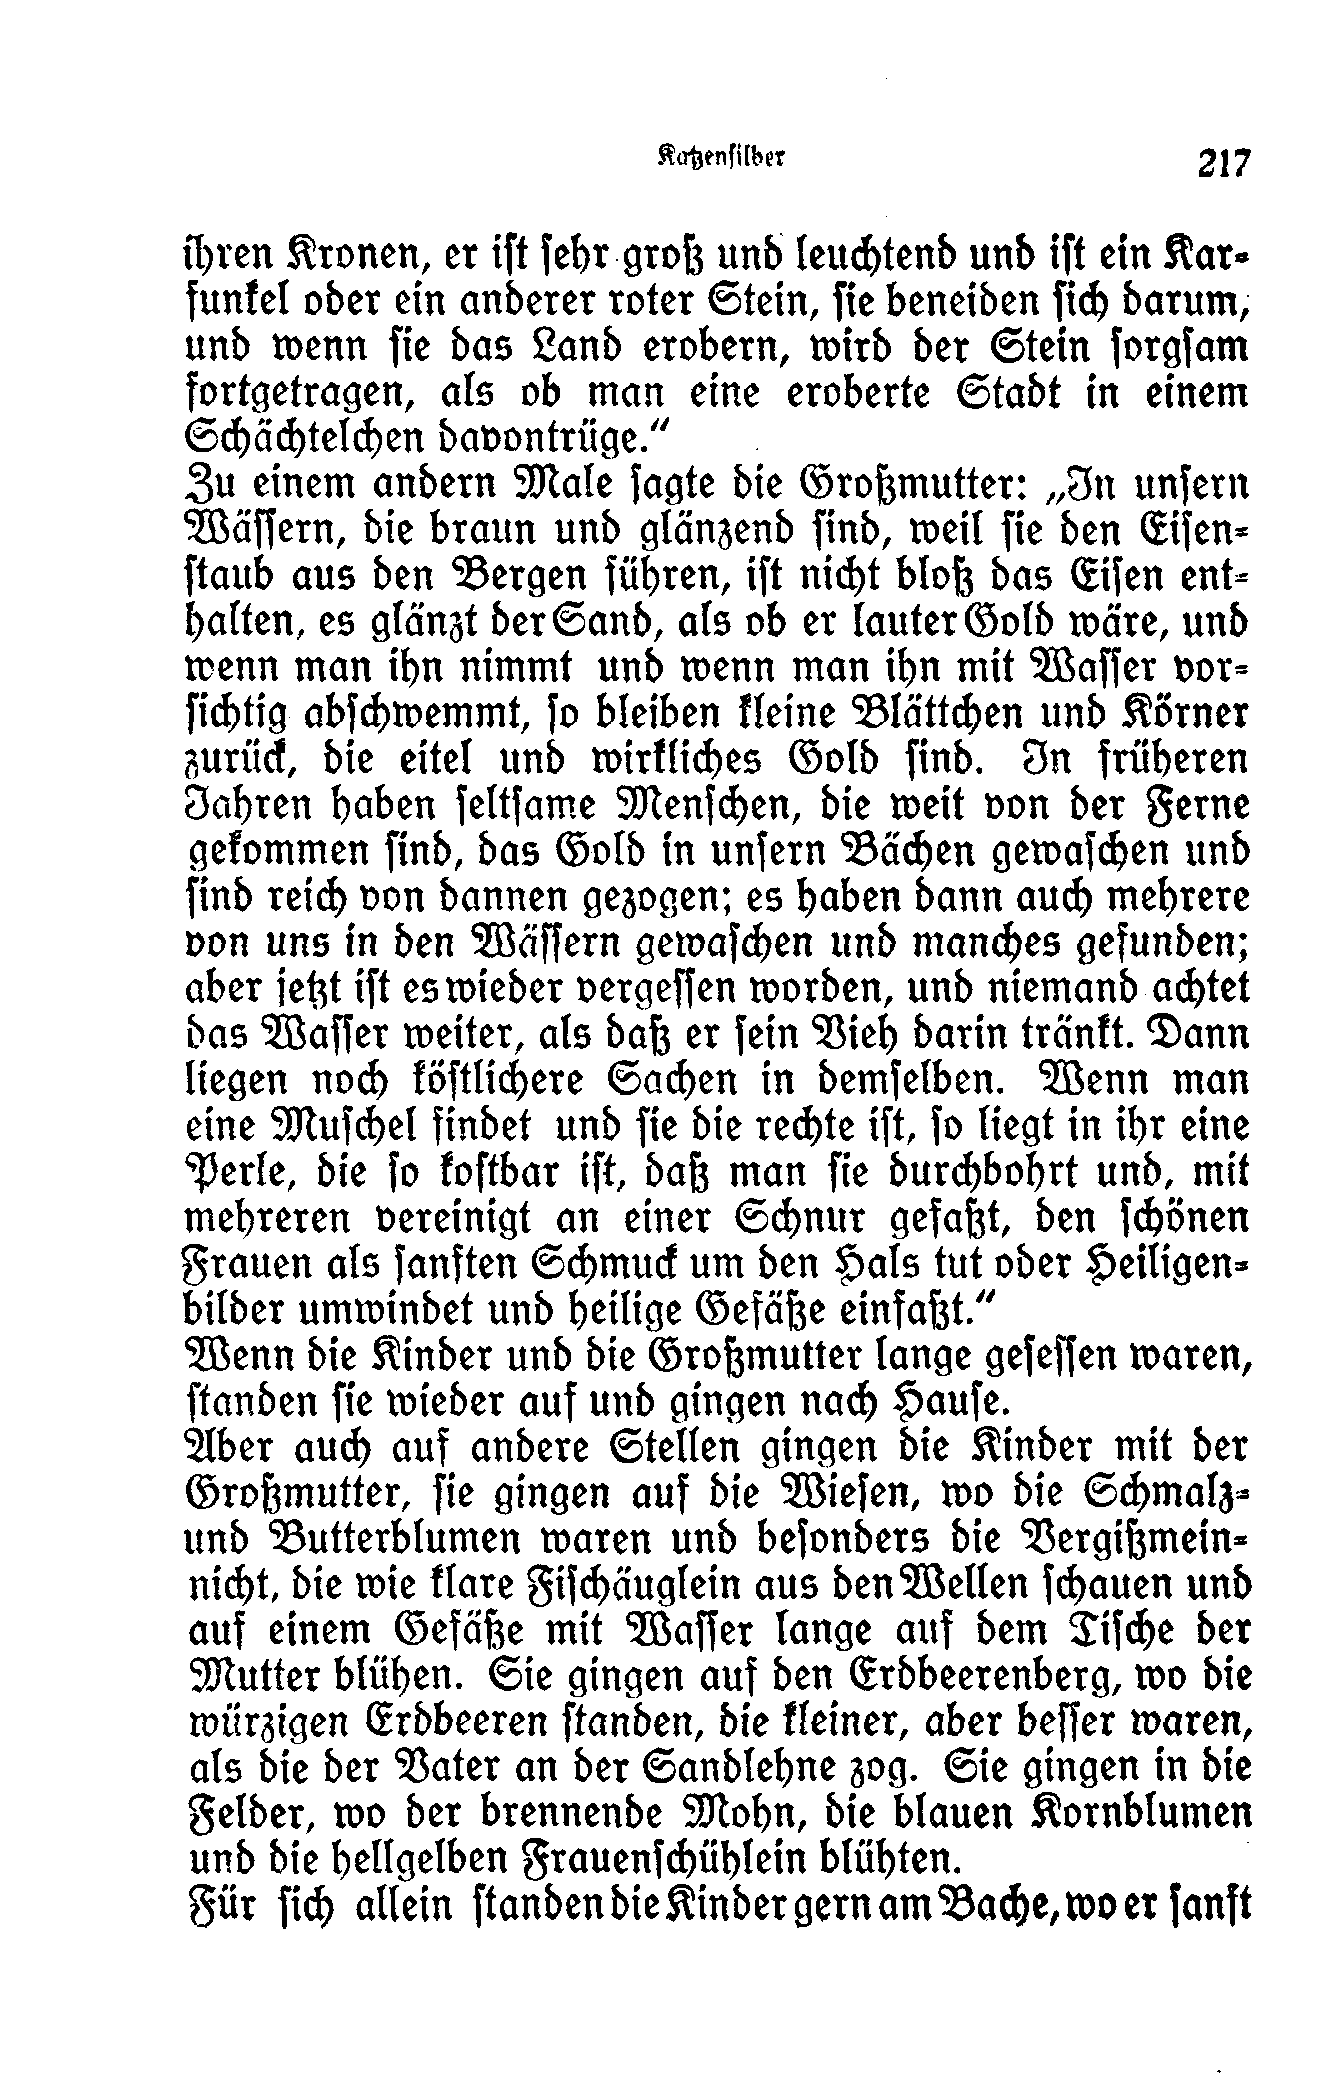 Katzensilber 217
ihren Kronen, er ist sehr groß und leuchtend und ist ein Kar-
funkel oder ein anderer roter Stein, sie beneiden sich darum,
und wenn sie das Land erobern, wird der Stein sorgsam
fortgetragen, als ob man eine eroberte Stadt in einem
Schächtelchen davontrüge.“
Zu einem andern Male sagte die Großmutter: „In unsern
Wässern, die braun und glänzend sind, weil sie den Eisen-
staub aus den Bergen führen, ist nicht bloß das Eisen ent-
halten, es glänzt der Sand, als ob er lauter Gold wäre, und
wenn man ihn nimmt und wenn man ihn mit Wasser vor-
sichtig abschwemmt, so bleiben kleine Blättchen und Körner
zurück, die eitel und wirkliches Gold sind. In früheren
Jahren haben seltsame Menschen, die weit von der Ferne
gekommen sind, das Gold in unsern Bächen gewaschen und
sind reich von dannen gezogen; es haben dann auch mehrere
von uns in den Wässern gewaschen und manches gefunden;
aber jetzt ist es wieder vergessen worden, und niemand achtet
das Wasser weiter, als daß er sein Vieh darin tränkt. Dann
liegen noch köstlichere Sachen in demselben. Wenn man
eine Muschel findet und sie die rechte ist, so liegt in ihr eine
Perle, die so kostbar ist, daß man sie durchbohrt und, mit
mehreren vereinigt an einer Schnur gefaßt, den schönen
Frauen als sanften Schmuck um den Hals tut oder Heiligen-
bilder umwindet und heilige Gefäße einfaßt.“
Wenn die Kinder und die Großmutter lange gesessen waren,
standen sie wieder auf und gingen nach Hause.
Aber auch auf andere Stellen gingen die Kinder mit der
Großmutter, sie gingen auf die Wiesen, wo die Schmalz-
und Butterblumen waren und besonders die Vergißmein-
nicht, die wie klare Fischäuglein aus den Wellen schauen und
auf einem Gefäße mit Wasser lange auf dem Tische der
Mutter blühen. Sie gingen auf den Erdbeerenberg, wo die
würzigen Erdbeeren standen, die kleiner, aber besser waren,
als die der Vater an der Sandlehne zog. Sie gingen in die
Felder, wo der brennende Mohn, die blauen Kornblumen
und die hellgelben Frauenschühlein blühten.
Für sich allein standen die Kinder gern am Bache, wo er sanft